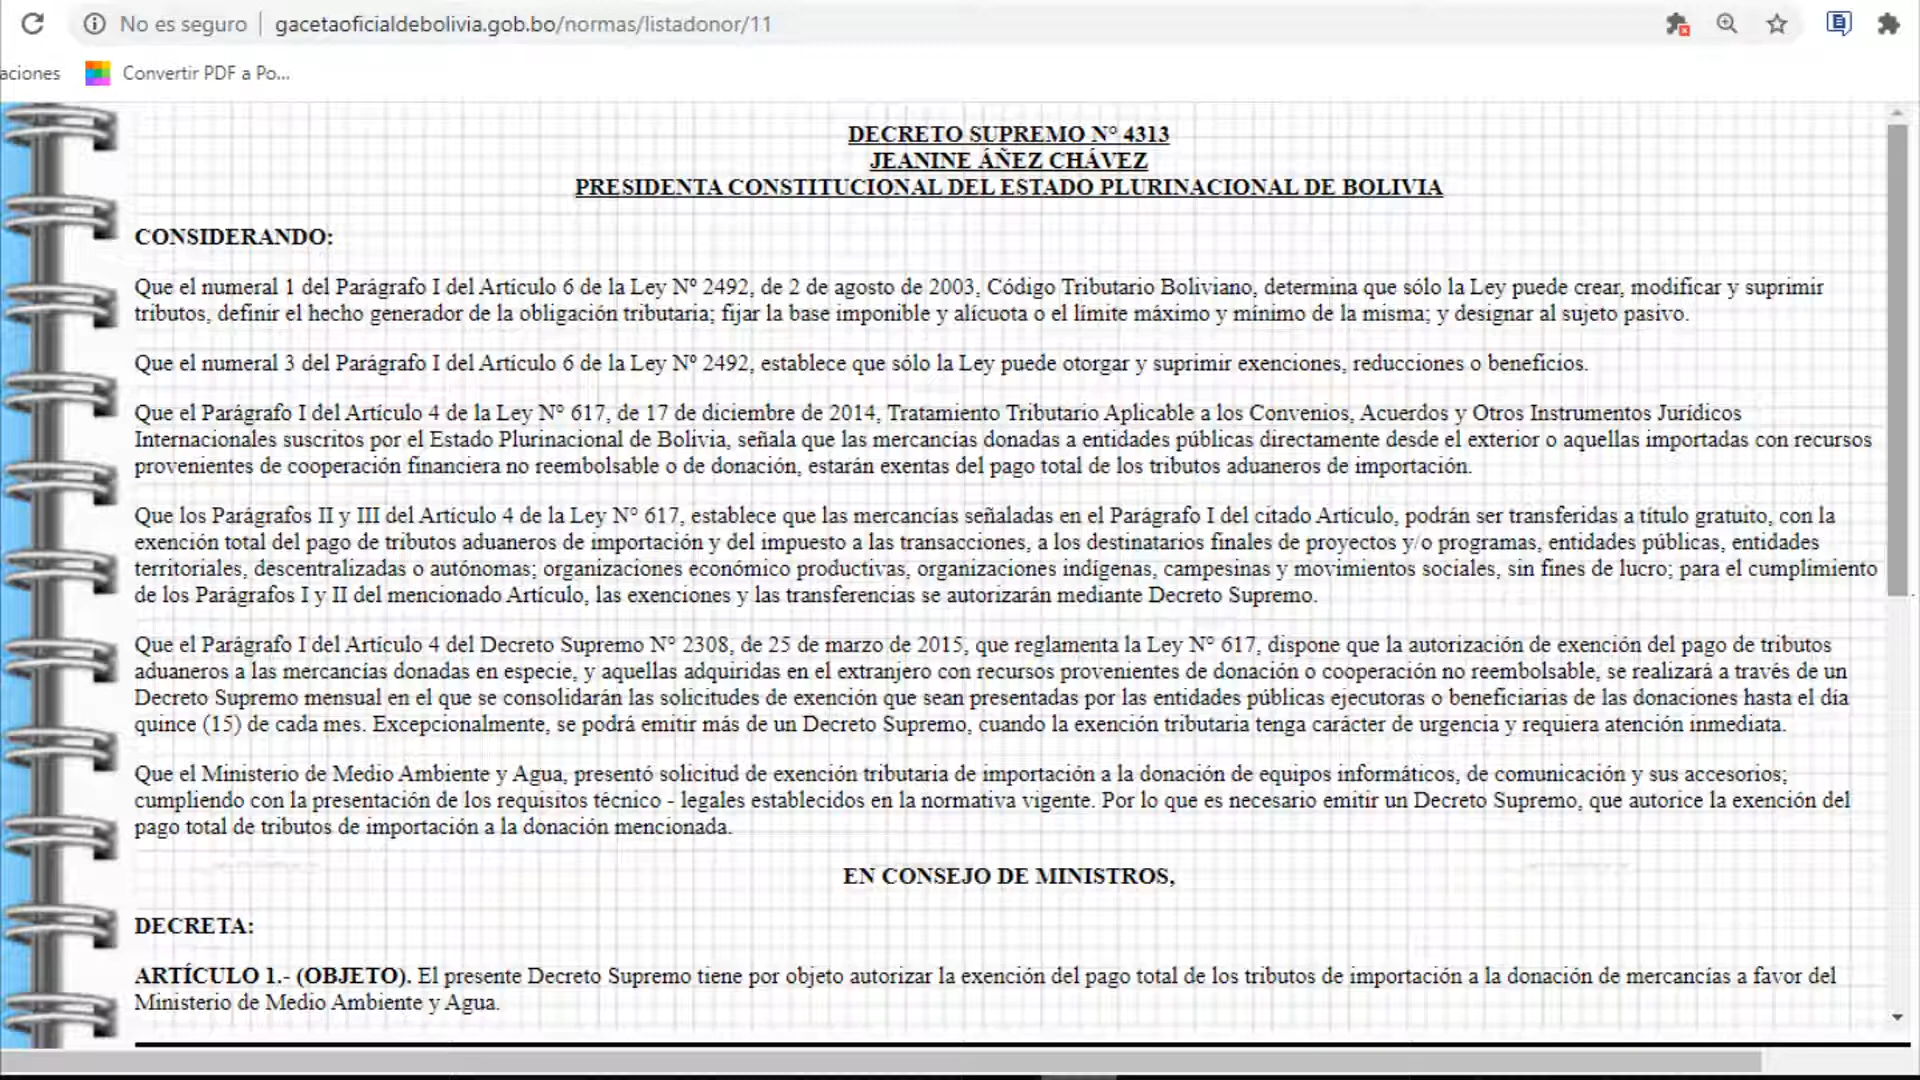 No es seguro gacetaoficialdebolivia.gob.bo/normas/listadonor/11
aciones Convertir PDF a Po...
DECRETO SUPREMO N° 4313
JEANINE ÁÑEZ CHÁVEZ
PRESIDENTA CONSTITUCIONAL DEL ESTADO PLURINACIONAL DE BOLIVIA
CONSIDERANDO:
Que el numeral 1 del Parágrafo I del Artículo 6 de la Ley Nº 2492, de 2 de agosto de 2003, Código Tributario Boliviano, determina que sólo la Ley puede crear, modificar y suprimir
tributos, definir el hecho generador de la obligación tributaria; fijar la base imponible y alícuota o el límite máximo y mínimo de la misma; y designar al sujeto pasivo.
Que el numeral 3 del Parágrafo I del Artículo 6 de la Ley Nº 2492, establece que sólo la Ley puede otorgar y suprimir exenciones, reducciones o beneficios.
Que el Parágrafo I del Artículo 4 de la Ley N° 617, de 17 de diciembre de 2014, Tratamiento Tributario Aplicable a los Convenios, Acuerdos y Otros Instrumentos Jurídicos
Internacionales suscritos por el Estado Plurinacional de Bolivia, señala que las mercancías donadas a entidades públicas directamente desde el exterior o aquellas importadas con recursos
provenientes de cooperación financiera no reembolsable o de donación, estarán exentas del pago total de los tributos aduaneros de importación.
Que los Parágrafos II y III del Artículo 4 de la Ley N° 617, establece que las mercancías señaladas en el Parágrafo I del citado Artículo, podrán ser transferidas a título gratuito, con la
exención total del pago de tributos aduaneros de importación y del impuesto a las transacciones, a los destinatarios finales de proyectos y/o programas, entidades públicas, entidades
territoriales, descentralizadas o autónomas; organizaciones económico productivas, organizaciones indígenas, campesinas y movimientos sociales, sin fines de lucro; para el cumplimiento
de los Parágrafos I y II del mencionado Artículo, las exenciones y las transferencias se autorizarán mediante Decreto Supremo.
Que el Parágrafo I del Artículo 4 del Decreto Supremo N° 2308, de 25 de marzo de 2015, que reglamenta la Ley N° 617, dispone que la autorización de exención del pago de tributos
aduaneros a las mercancías donadas en especie, y aquellas adquiridas en el extranjero con recursos provenientes de donación o cooperación no reembolsable, se realizará a través de un
Decreto Supremo mensual en el que se consolidarán las solicitudes de exención que sean presentadas por las entidades públicas ejecutoras o beneficiarias de las donaciones hasta el día
quince (15) de cada mes. Excepcionalmente, se podrá emitir más de un Decreto Supremo, cuando la exención tributaria tenga carácter de urgencia y requiera atención inmediata.
Que el Ministerio de Medio Ambiente y Agua, presentó solicitud de exención tributaria de importación a la donación de equipos informáticos, de comunicación y sus accesorios;
cumpliendo con la presentación de los requisitos técnico - legales establecidos en la normativa vigente. Por lo que es necesario emitir un Decreto Supremo, que autorice la exención del
pago total de tributos de importación a la donación mencionada.
EN CONSEJO DE MINISTROS,
DECRETA:
ARTÍCULO 1.- (OBJETO). El presente Decreto Supremo tiene por objeto autorizar la exención del pago total de los tributos de importación a la donación de mercancías a favor del
Ministerio de Medio Ambiente y Agua.